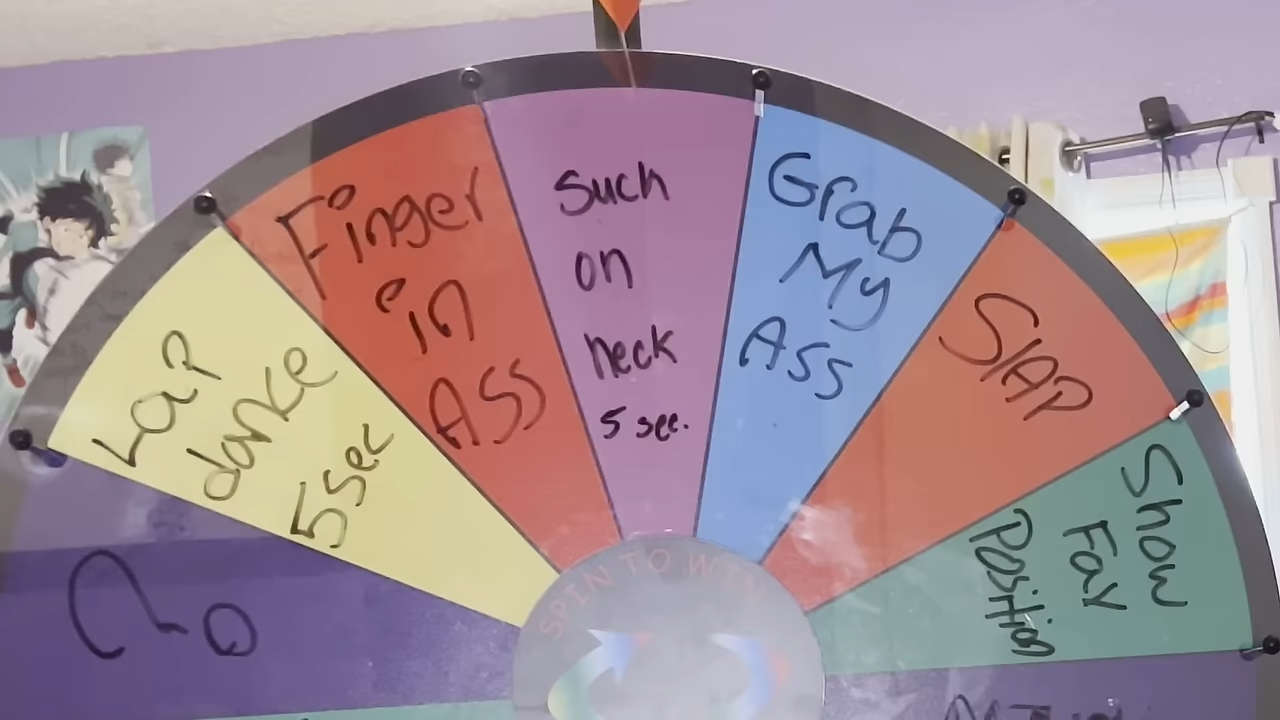 Lap
dance
5sec
Finger
in
ASS
Such
on
neck
5 sec.
Grab
My
ASS
SlAP
Show
Fav
Position
SPIN TO WIN